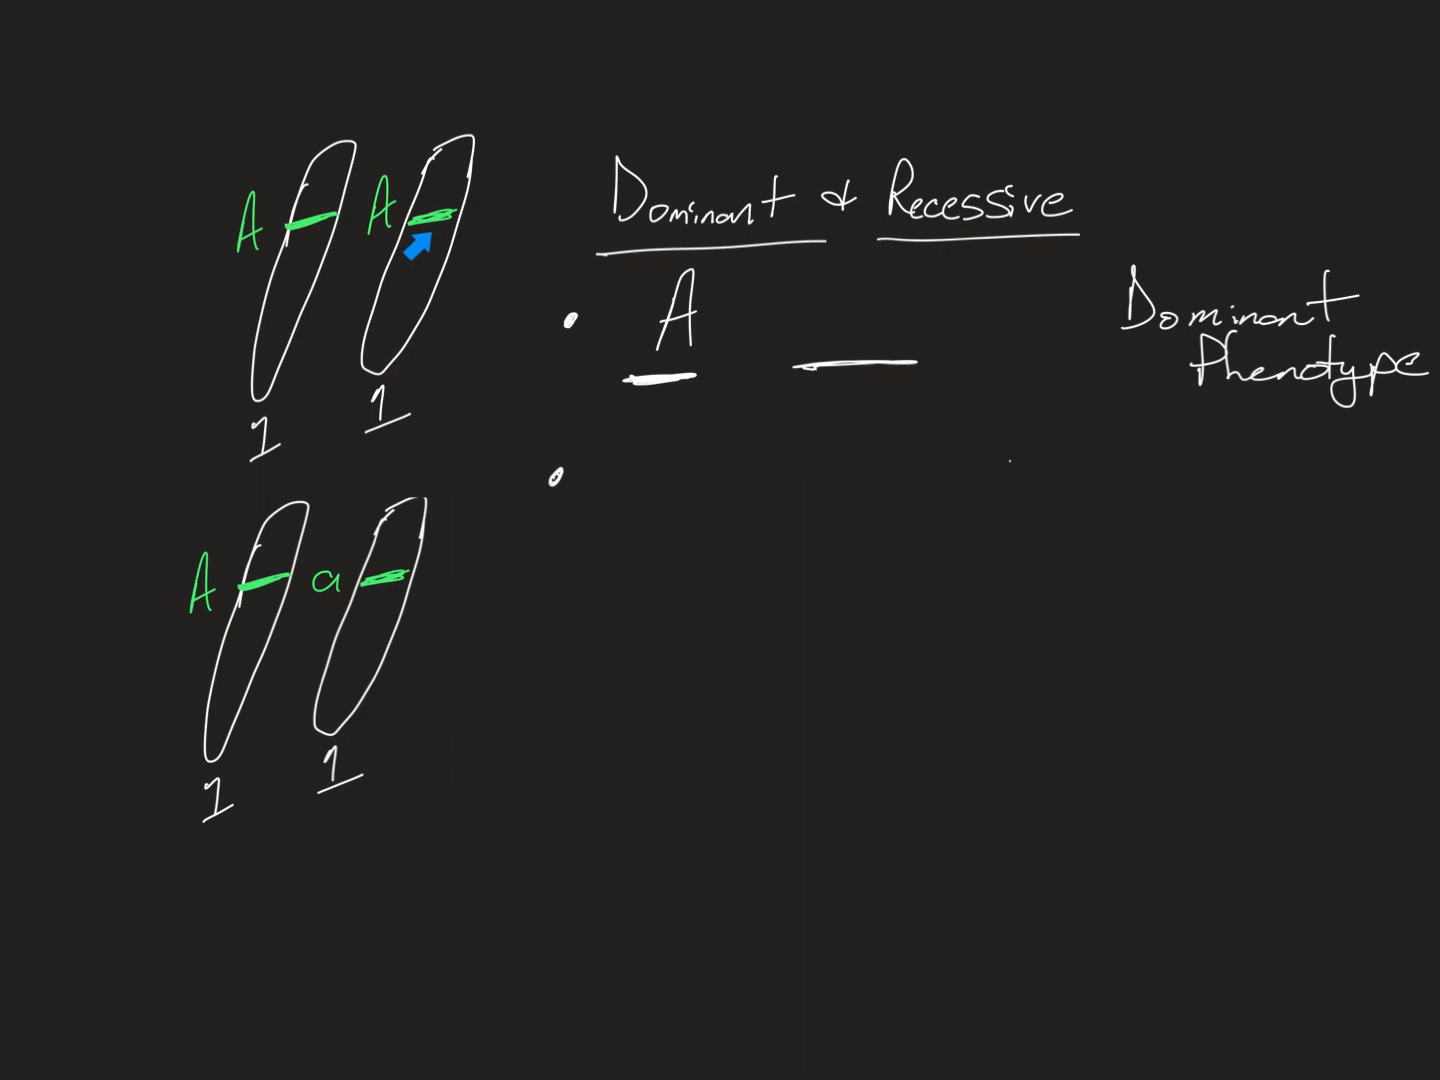 A A
Dominant & Recessive
A
Dominant
Phenotype
1 1
A a
1 1